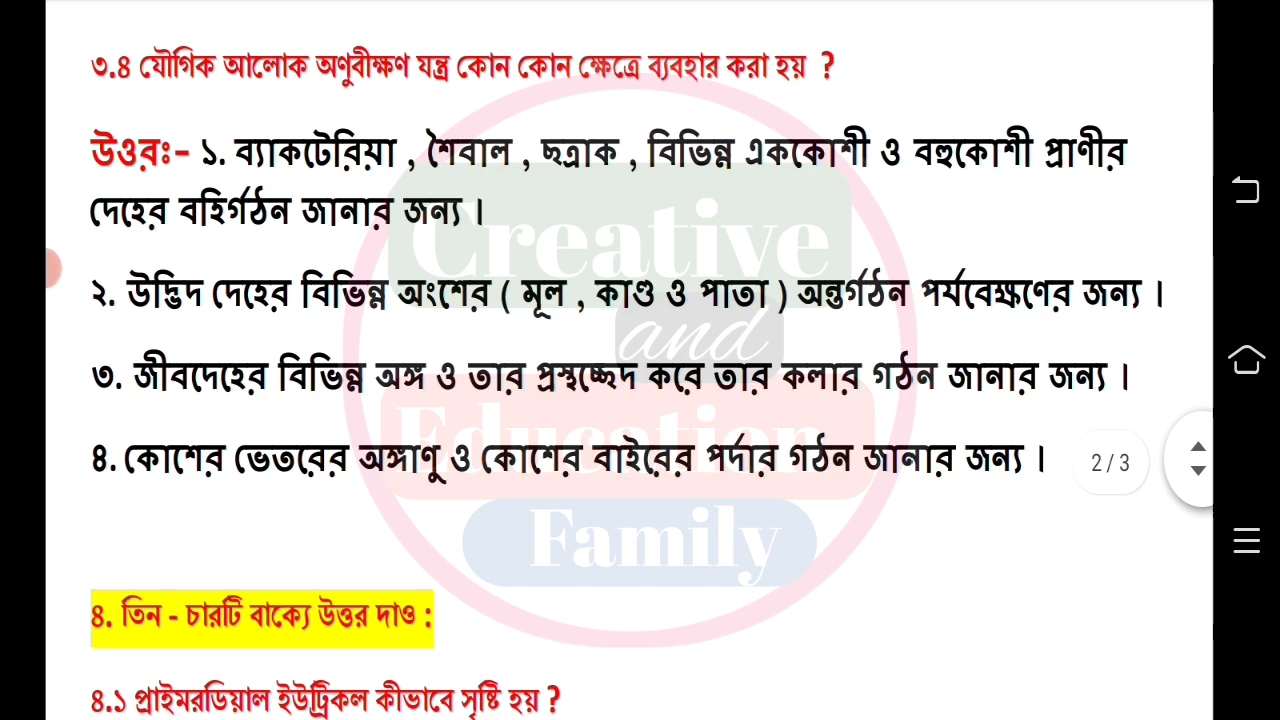 ৩.৪ যৌগিক আলোক অণুবীক্ষণ যন্ত্র কোন কোন ক্ষেত্রে ব্যবহার করা হয় ?
উওরঃ- ১. ব্যাকটেরিয়া , শৈবাল , ছত্রাক , বিভিন্ন এককোশী ও বহুকোশী প্রাণীর
দেহের বহির্গঠন জানার জন্য ।
২. উদ্ভিদ দেহের বিভিন্ন অংশের ( মূল , কাণ্ড ও পাতা ) অন্তর্গঠন পর্যবেক্ষণের জন্য ।
৩. জীবদেহের বিভিন্ন অঙ্গ ও তার প্রস্থচ্ছেদ করে তার কলার গঠন জানার জন্য ।
৪. কোশের ভেতরের অঙ্গাণু ও কোশের বাইরের পর্দার গঠন জানার জন্য ।
2 / 3
Creative
and
Education
Family
৪. তিন - চারটি বাক্যে উত্তর দাও :
৪.১ প্রাইমরডিয়াল ইউট্রিকল কীভাবে সৃষ্টি হয় ?